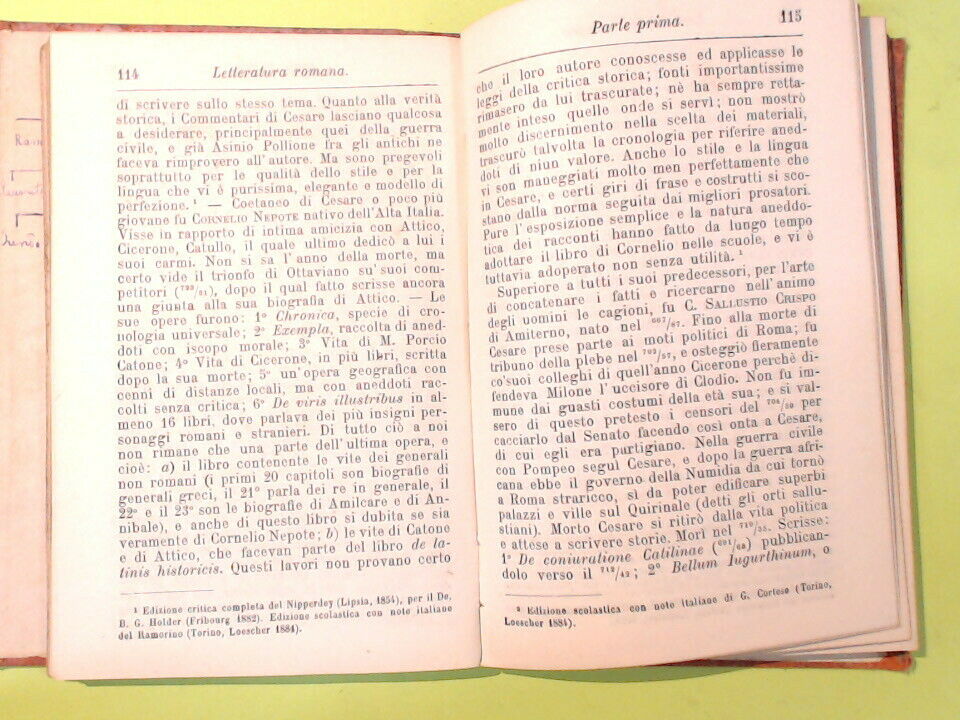 114 Letteratura romana.
di scrivere sullo stesso tema. Quanto alla verità
storica, i Commentari di Cesare lasciano qualcosa
a desiderare, principalmente quei della guerra
civile, e già Asinio Pollione fra gli antichi ne
faceva rimprovero all'autore. Ma sono pregevoli
soprattutto per le qualità dello stile e per la
lingua che vi è purissima, elegante e modello di
perfezione. ¹ — Coetaneo di Cesare o poco più
giovane fu CORNELIO NEPOTE nativo dell'Alta Italia.
Visse in rapporto di intima amicizia con Attico,
Cicerone, Catullo, il quale ultimo dedicò a lui i
suoi carmi. Non si sa l'anno della morte, ma
certo vide il trionfo di Ottaviano su' suoi com-
petitori (⁷²³/₃₁), dopo il qual fatto scrisse ancora
una giunta alla sua biografia di Attico. — Le
sue opere furono: 1º Chronica, specie di cro-
nologia universale; 2º Exempla, raccolta di aned-
doti con iscopo morale; 3º Vita di M. Porcio
Catone; 4º Vita di Cicerone, in più libri, scritta
dopo la sua morte; 5º un'opera geografica con
cenni di distanze locali, ma con aneddoti rac-
colti senza critica; 6º De viris illustribus in al-
meno 16 libri, dove parlava dei più insigni per-
sonaggi romani e stranieri. Di tutto ciò a noi
non rimane che una parte dell'ultima opera, e
cioè: a) il libro contenente le vite dei generali
non romani (i primi 20 capitoli son biografie di
generali greci, il 21º parla dei re in generale, il
22º e il 23º son le biografie di Amilcare e di An-
nibale), e anche di questo libro si dubita se sia
veramente di Cornelio Nepote; b) le vite di Catone
e di Attico, che facevan parte del libro de la-
tinis historicis. Questi lavori non provano certo
¹ Edizione critica completa del Nipperdey (Lipsia, 1854), per il De,
B. G. Holder (Fribourg 1882). Edizione scolastica con note italiane
del Ramorino (Torino, Loescher 1884).
Parte prima. 115
che il loro autore conoscesse ed applicasse le
leggi della critica storica; fonti importantissime
rimasero da lui trascurate; nè ha sempre retta-
mente inteso quelle onde si servì; non mostrò
molto discernimento nella scelta dei materiali,
trascurò talvolta la cronologia per riferire aned-
doti di niun valore. Anche lo stile e la lingua
vi son maneggiati molto men perfettamente che
in Cesare, e certi giri di frase e costrutti si sco-
stano dalla norma seguita dai migliori prosatori.
Pure l'esposizione semplice e la natura aneddo-
tica dei racconti hanno fatto da lungo tempo
adottare il libro di Cornelio nelle scuole, e vi è
tuttavia adoperato non senza utilità. ¹
Superiore a tutti i suoi predecessori, per l'arte
di concatenare i fatti e ricercarne nell'animo
degli uomini le cagioni, fu C. SALLUSTIO CRISPO
di Amiterno, nato nel ⁶⁶⁷/₈₇. Fino alla morte di
Cesare prese parte ai moti politici di Roma; fu
tribuno della plebe nel ⁷⁰²/₅₇, e osteggiò fieramente
co'suoi colleghi di quell'anno Cicerone perchè di-
fendeva Milone l'uccisore di Clodio. Non fu im-
mune dai guasti costumi della età sua; e si val-
sero di questo pretesto i censori del ⁷⁰⁴/₅₀ per
cacciarlo dal Senato facendo così onta a Cesare,
di cui egli era partigiano. Nella guerra civile
con Pompeo seguì Cesare, e dopo la guerra afri-
cana ebbe il governo della Numidia da cui tornò
a Roma straricco, sì da poter edificare superbi
palazzi e ville sul Quirinale (detti gli orti sallu-
stiani). Morto Cesare si ritirò dalla vita politica
e attese a scrivere storie. Morì nel ⁷¹⁹/₃₅. Scrisse:
1º De coniuratione Catilinae (⁶⁹¹/₆₃) pubblican-
dolo verso il ⁷¹²/₄₂; 2º Bellum Iugurthinum, o
² Edizione scolastica con note italiane di G. Cortese (Torino,
Loescher 1884).